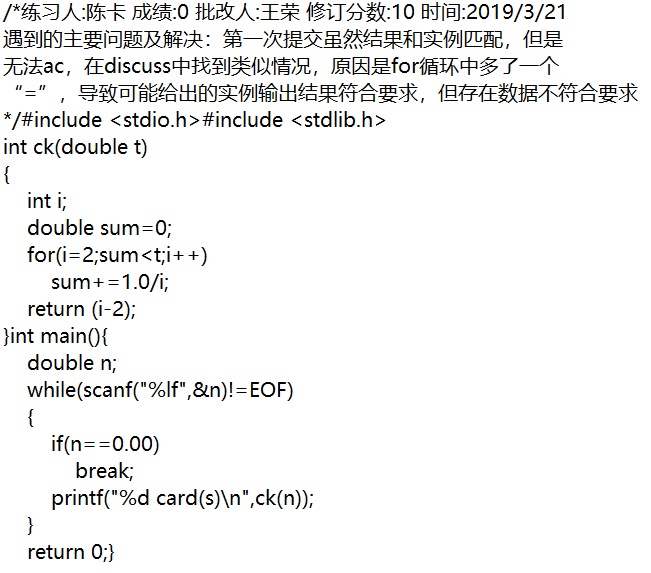 /*练习人:陈卡 成绩:0 批改人:王荣 修订分数:10 时间:2019/3/21
遇到的主要问题及解决：第一次提交虽然结果和实例匹配，但是
无法ac，在discuss中找到类似情况，原因是for循环中多了一个
“=”，导致可能给出的实例输出结果符合要求，但存在数据不符合要求
*/#include <stdio.h>#include <stdlib.h>
int ck(double t)
{
    int i;
    double sum=0;
    for(i=2;sum<t;i++)
        sum+=1.0/i;
    return (i-2);
}int main(){
    double n;
    while(scanf("%lf",&n)!=EOF)
    {
        if(n==0.00)
            break;
        printf("%d card(s)\n",ck(n));
    }
    return 0;}